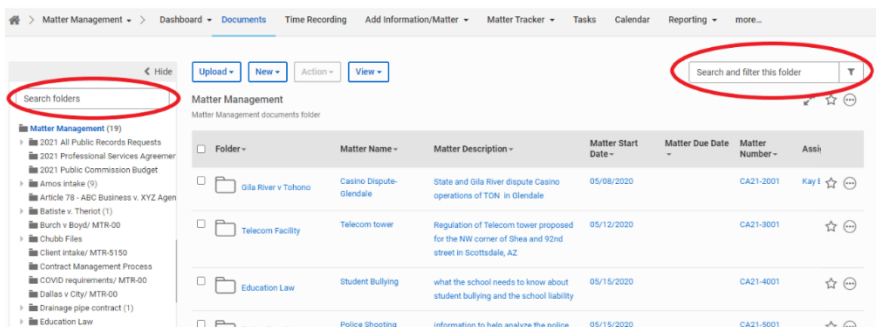 Matter Management Dashboard Documents Time Recording Add Information/Matter Matter Tracker Tasks Calendar Reporting more...
Hide
Search folders
Matter Management (19)
2021 All Public Records Requests
2021 Professional Services Agreemer
2021 Public Commission Budget
Amos intake (9)
Article 78 - ABC Business v. XYZ Agen
Batiste v. Theriot (1)
Burch v Boyd/ MTR-00
Chubb Files
Client intake/ MTR-5150
Contract Management Process
COVID requirements/ MTR-00
Dallas v City/ MTR-00
Drainage pipe contract (1)
Education Law
Upload New Action View
Search and filter this folder
Matter Management
Matter Management documents folder
Folder Matter Name Matter Description Matter Start Date Matter Due Date Matter Number Assi
Gila River v Tohono
Casino Dispute-
Glendale
State and Gila River dispute Casino
operations of TON in Glendale
05/08/2020
CA21-2001
Kay E
Telecom Facility
Telecom tower
Regulation of Telecom tower proposed
for the NW corner of Shea and 92nd
street in Scottsdale, AZ
05/12/2020
CA21-3001
Education Law
Student Bullying
what the school needs to know about
student bullying and the school liability
05/15/2020
CA21-4001
Police Shooting
information to help analyze the police
05/15/2020
CA21-5001